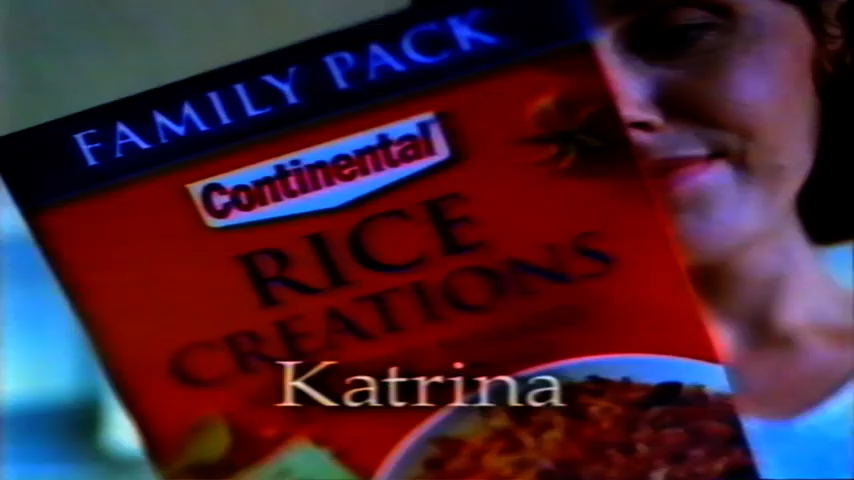 FAMILY PACK
Continental
RICE
CREATIONS
Katrina